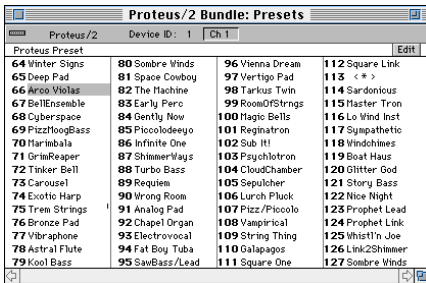 Proteus/2 Bundle: Presets
Proteus/2 Device ID: 1 Ch 1
Proteus Preset Edit
64 Winter Signs
65 Deep Pad
66 Arco Violas
67 BellEnsemble
68 Cyberspace
69 PizzMoogBass
70 Marimbala
71 GrimReaper
72 Tinker Bell
73 Carousel
74 Exotic Harp
75 Trem Strings
76 Bronze Pad
77 Vibraphone
78 Astral Flute
79 Kool Bass
80 Sombre Winds
81 Space Cowboy
82 The Machine
83 Early Perc
84 Gently Now
85 Piccolodeeyo
86 Infinite One
87 ShimmerWays
88 Turbo Bass
89 Requiem
90 Wrong Room
91 Analog Pad
92 Chapel Organ
93 Electrovocal
94 Fat Boy Tuba
95 SawBass/Lead
96 Vienna Dream
97 Vertigo Pad
98 Tarkus Twin
99 RoomOfStrngs
100 Magic Bells
101 Reginatron
102 Sub It!
103 Psychlotron
104 CloudChamber
105 Sepulcher
106 Lurch Pluck
107 Pizz/Piccolo
108 Vampirical
109 String Thing
110 Galapagos
111 Square One
112 Square Link
113 <*>
114 Sardonicus
115 Master Tron
116 Lo Wind Inst
117 Sympathetic
118 Windchimes
119 Boat Haus
120 Glitter God
121 Story Bass
122 Nice Night
123 Prophet Lead
124 Prophet Link
125 Whistl'n Joe
126 Link2Shimmer
127 Sombre Winds